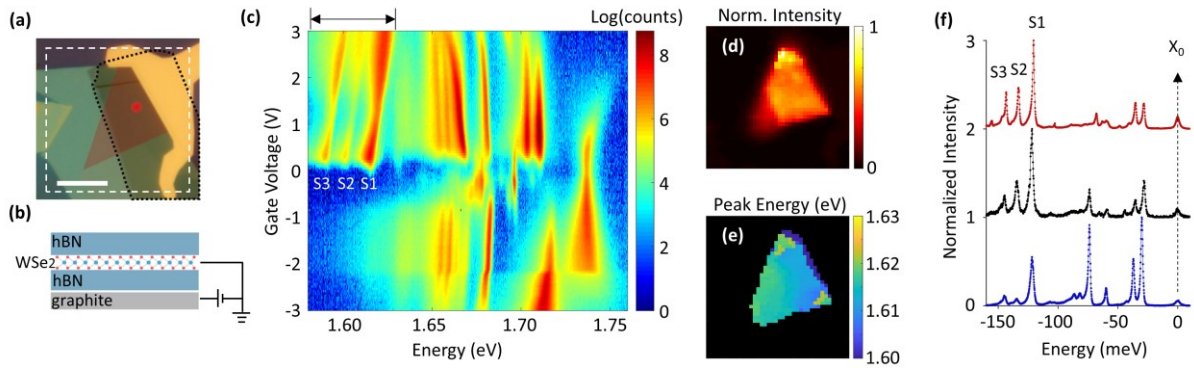 (a)
(b)
hBN
WSe2
hBN
graphite
(c)
Log(counts)
8
6
4
2
0
Gate Voltage (V)
3
2
1
0
-1
-2
-3
S3
S2
S1
1.60
1.65
1.70
1.75
Energy (eV)
Norm. Intensity
(d)
1
0
Peak Energy (eV)
(e)
1.63
1.62
1.61
1.60
(f)
S1
S3
S2
X0
Normalized Intensity
3
2
1
0
-150
-100
-50
0
Energy (meV)